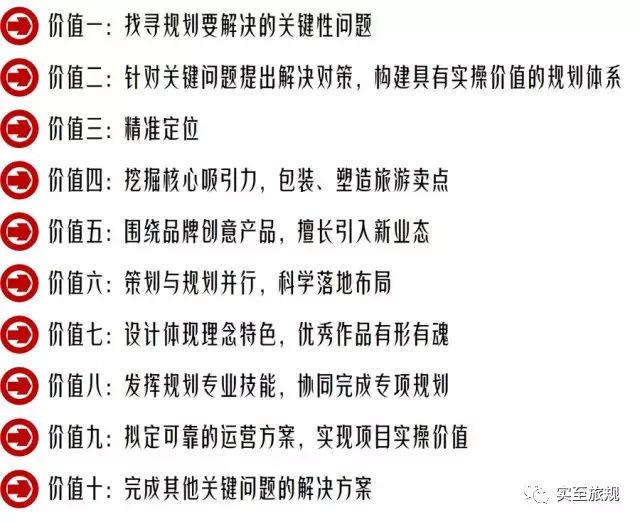 价值一：找寻规划要解决的关键性问题
价值二：针对关键问题提出解决对策，构建具有实操价值的规划体系
价值三：精准定位
价值四：挖掘核心吸引力，包装、塑造旅游卖点
价值五：围绕品牌创意产品，擅长引入新业态
价值六：策划与规划并行，科学落地布局
价值七：设计体现理念特色，优秀作品有形有魂
价值八：发挥规划专业技能，协同完成专项规划
价值九：拟定可靠的运营方案，实现项目实操价值
价值十：完成其他关键问题的解决方案
实至旅规